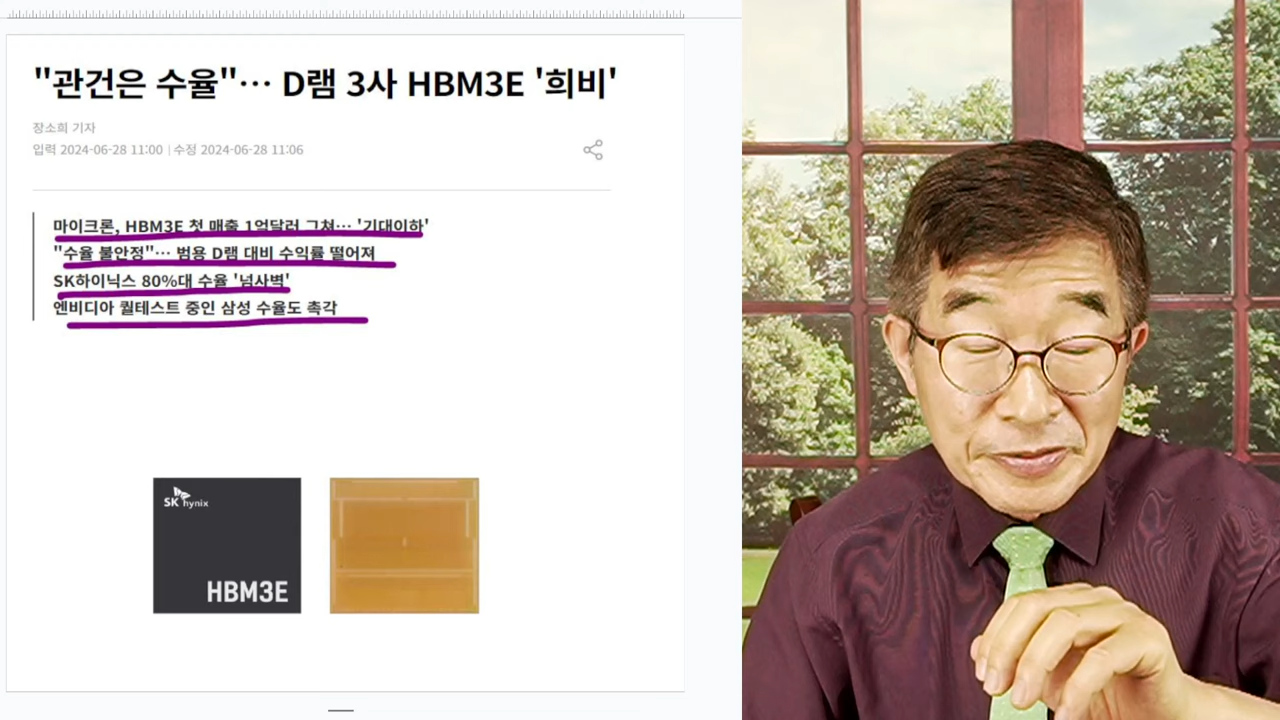 "관건은 수율"… D램 3사 HBM3E '희비'
장소희 기자
입력 2024-06-28 11:00 | 수정 2024-06-28 11:06
마이크론, HBM3E 첫 매출 1억달러 그쳐… '기대이하'
"수율 불안정"… 범용 D램 대비 수익률 떨어져
SK하이닉스 80%대 수율 '넘사벽'
엔비디아 퀄테스트 중인 삼성 수율도 촉각
SK hynix
HBM3E